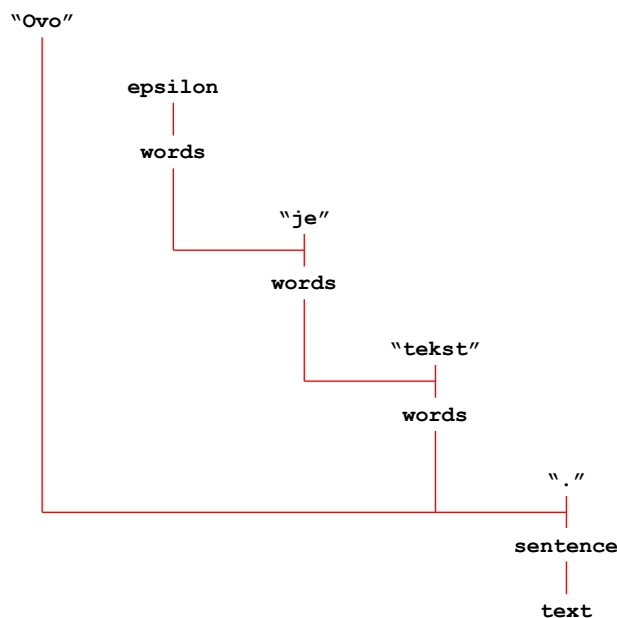 “Ovo”
epsilon
words
“je”
words
“tekst”
words
“.”
sentence
text